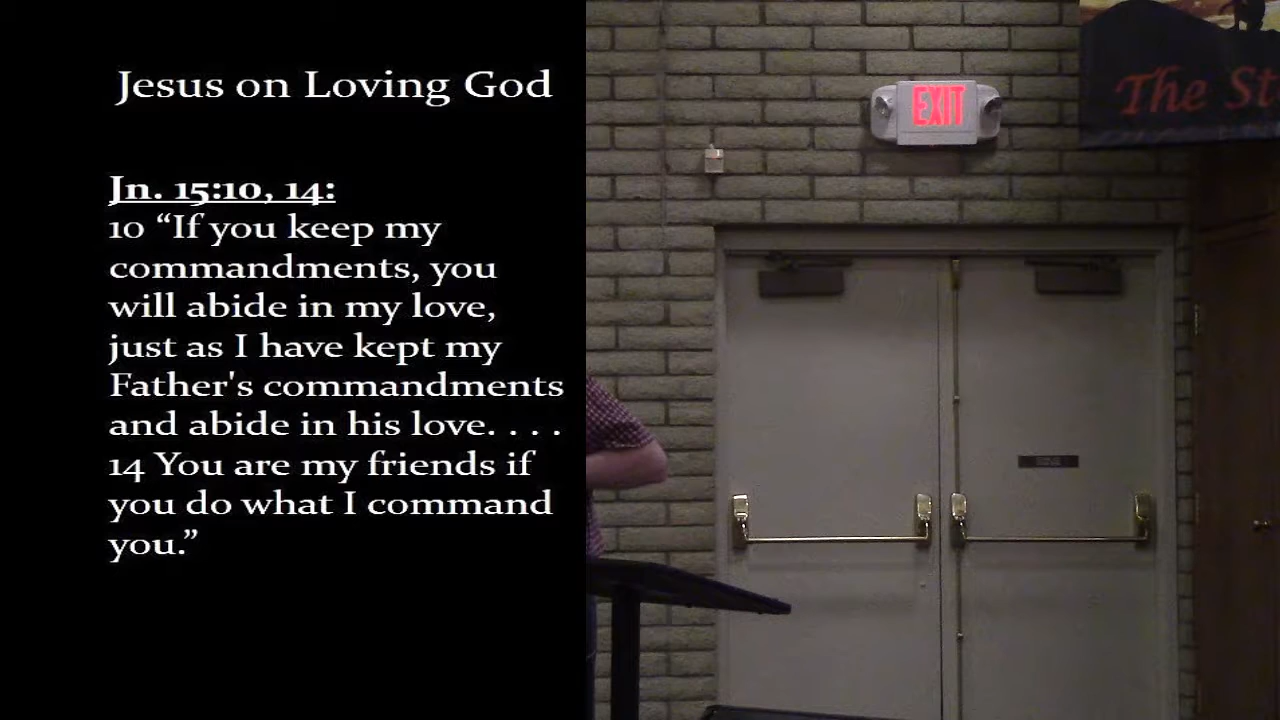 Jesus on Loving God
Jn. 15:10, 14:
10 “If you keep my
commandments, you
will abide in my love,
just as I have kept my
Father's commandments
and abide in his love. . . .
14 You are my friends if
you do what I command
you.”
EXIT
The St